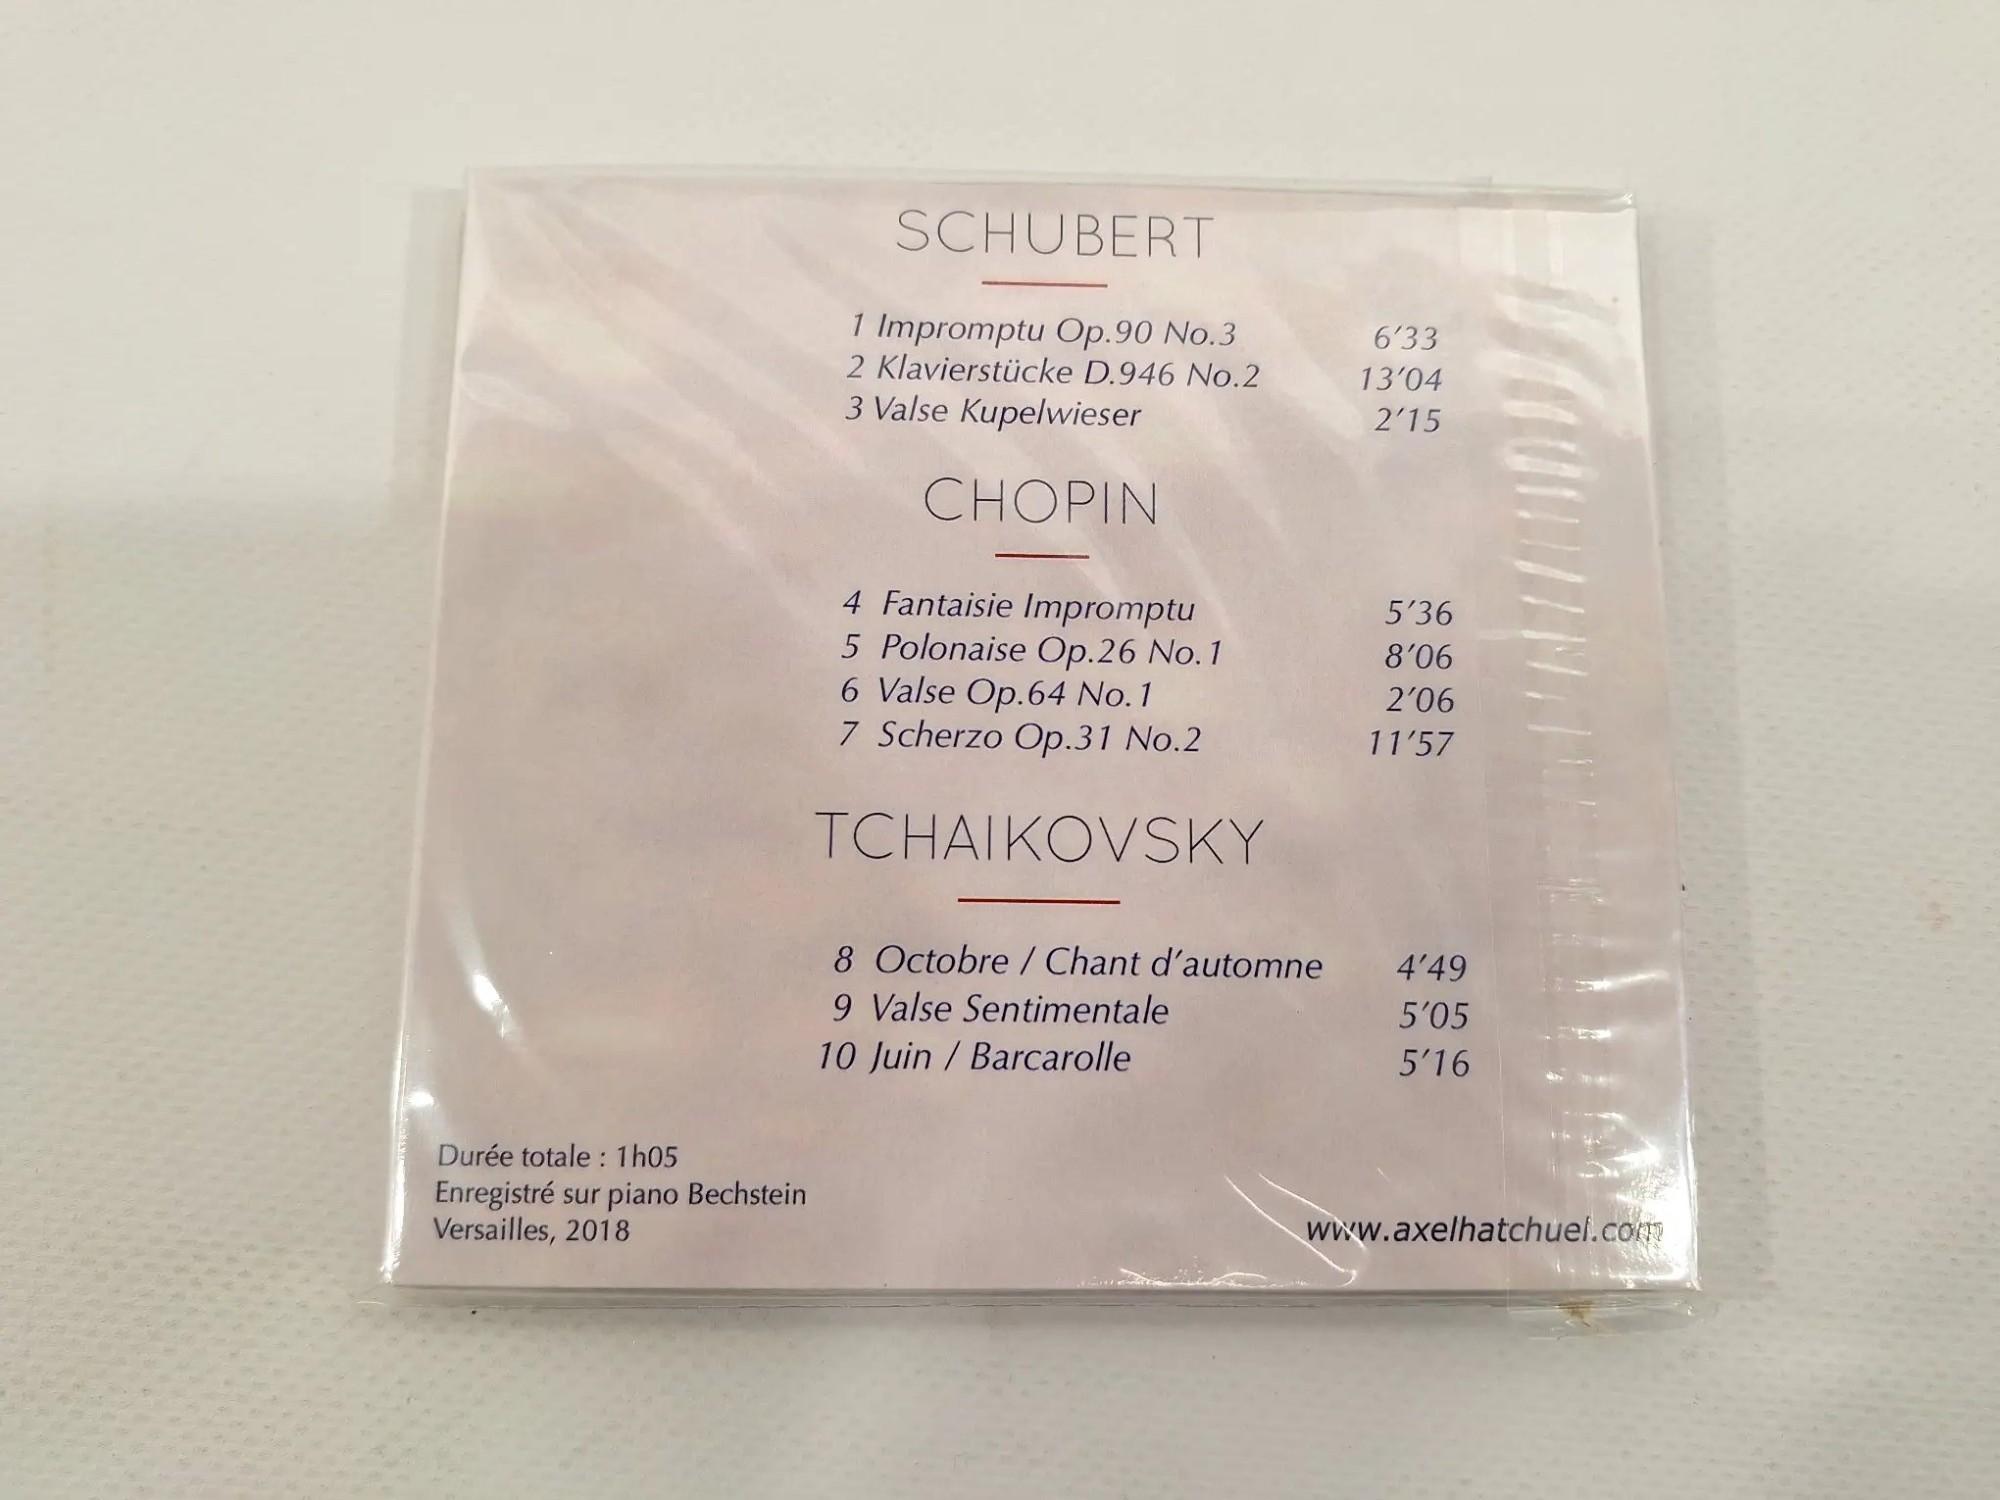 SCHUBERT
1 Impromptu Op.90 No.3 6'33
2 Klavierstücke D.946 No.2 13'04
3 Valse Kupelwieser 2'15
CHOPIN
4 Fantaisie Impromptu 5'36
5 Polonaise Op.26 No.1 8'06
6 Valse Op.64 No.1 2'06
7 Scherzo Op.31 No.2 11'57
TCHAIKOVSKY
8 Octobre / Chant d'automne 4'49
9 Valse Sentimentale 5'05
10 Juin / Barcarolle 5'16
Durée totale : 1h05
Enregistré sur piano Bechstein
Versailles, 2018
www.axelhatchuel.com